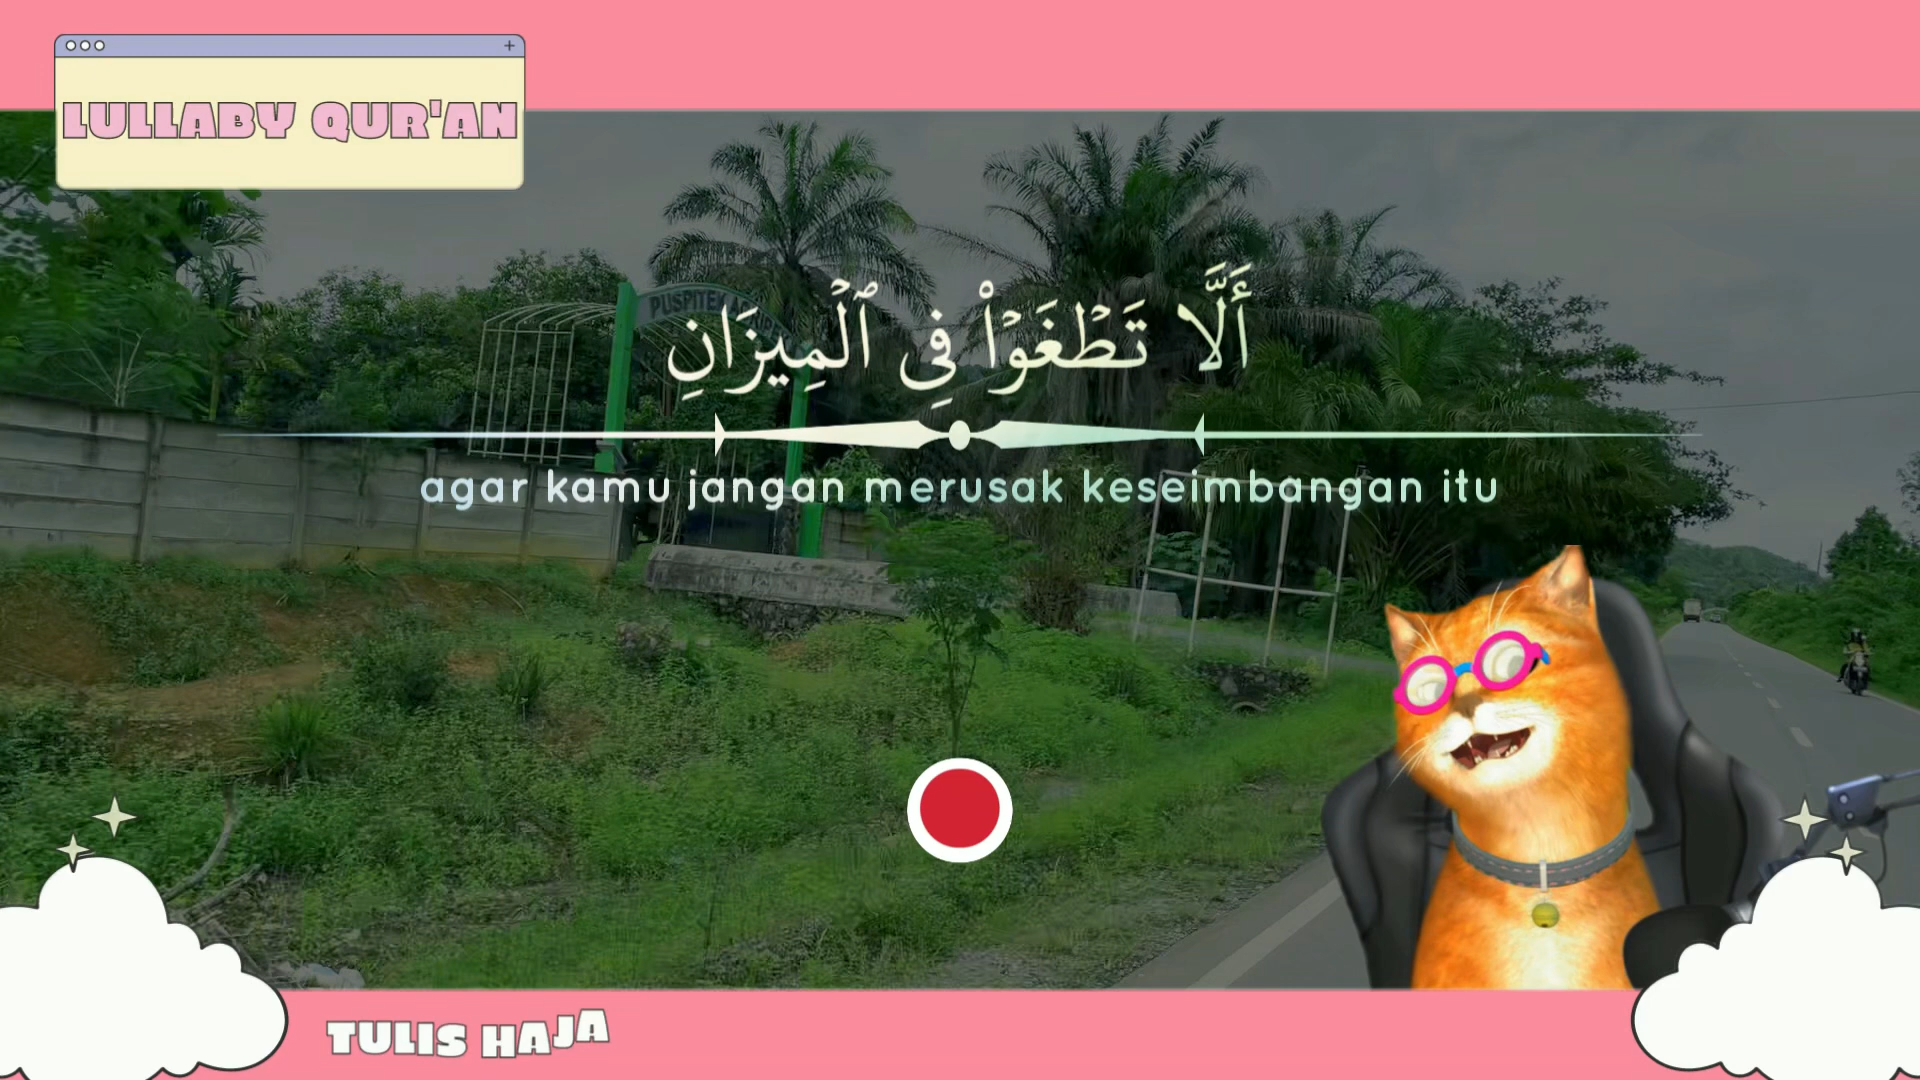 LULLABY QUR'AN
أَلَّا تَطْغَوْا۟ فِى ٱلْمِيزَانِ
agar kamu jangan merusak keseimbangan itu
TULIS HAJA